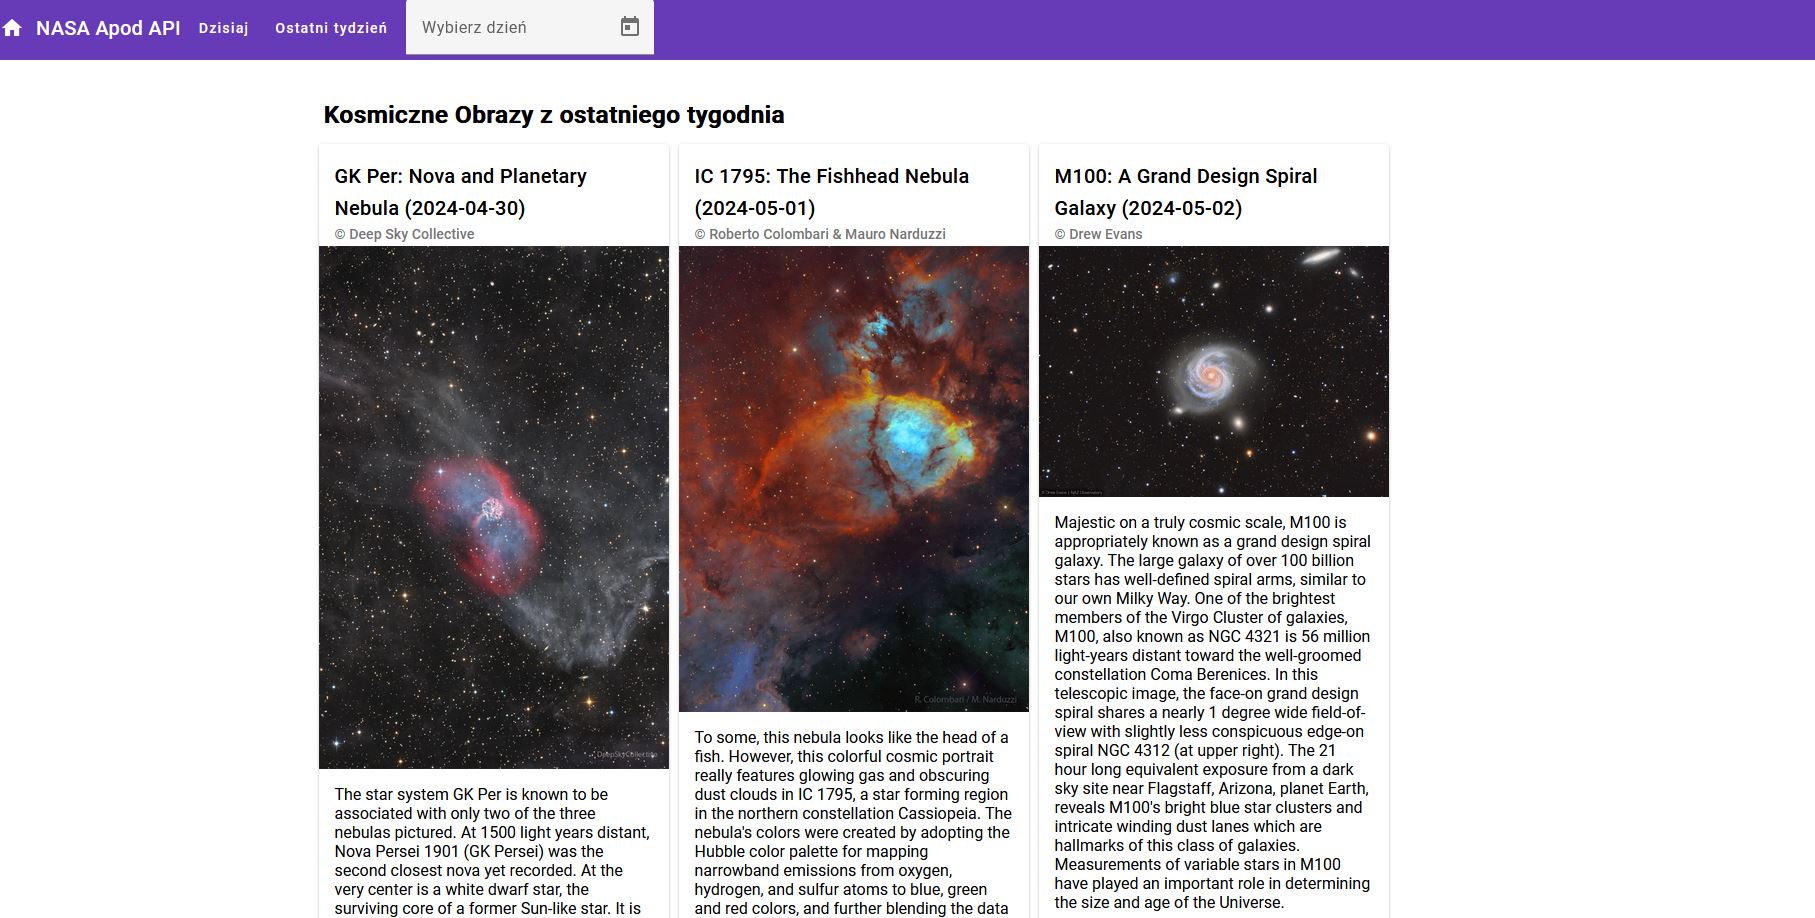 NASA Apod API Dzisiaj Ostatni tydzień Wybierz dzień
Kosmiczne Obrazy z ostatniego tygodnia
GK Per: Nova and Planetary
Nebula (2024-04-30)
© Deep Sky Collective
DeepSkyCollective
The star system GK Per is known to be
associated with only two of the three
nebulas pictured. At 1500 light years distant,
Nova Persei 1901 (GK Persei) was the
second closest nova yet recorded. At the
very center is a white dwarf star, the
surviving core of a former Sun-like star. It is
IC 1795: The Fishhead Nebula
(2024-05-01)
© Roberto Colombari & Mauro Narduzzi
R. Colombari / M. Narduzzi
To some, this nebula looks like the head of a
fish. However, this colorful cosmic portrait
really features glowing gas and obscuring
dust clouds in IC 1795, a star forming region
in the northern constellation Cassiopeia. The
nebula's colors were created by adopting the
Hubble color palette for mapping
narrowband emissions from oxygen,
hydrogen, and sulfur atoms to blue, green
and red colors, and further blending the data
M100: A Grand Design Spiral
Galaxy (2024-05-02)
© Drew Evans
Majestic on a truly cosmic scale, M100 is
appropriately known as a grand design spiral
galaxy. The large galaxy of over 100 billion
stars has well-defined spiral arms, similar to
our own Milky Way. One of the brightest
members of the Virgo Cluster of galaxies,
M100, also known as NGC 4321 is 56 million
light-years distant toward the well-groomed
constellation Coma Berenices. In this
telescopic image, the face-on grand design
spiral shares a nearly 1 degree wide field-of-
view with slightly less conspicuous edge-on
spiral NGC 4312 (at upper right). The 21
hour long equivalent exposure from a dark
sky site near Flagstaff, Arizona, planet Earth,
reveals M100's bright blue star clusters and
intricate winding dust lanes which are
hallmarks of this class of galaxies.
Measurements of variable stars in M100
have played an important role in determining
the size and age of the Universe.